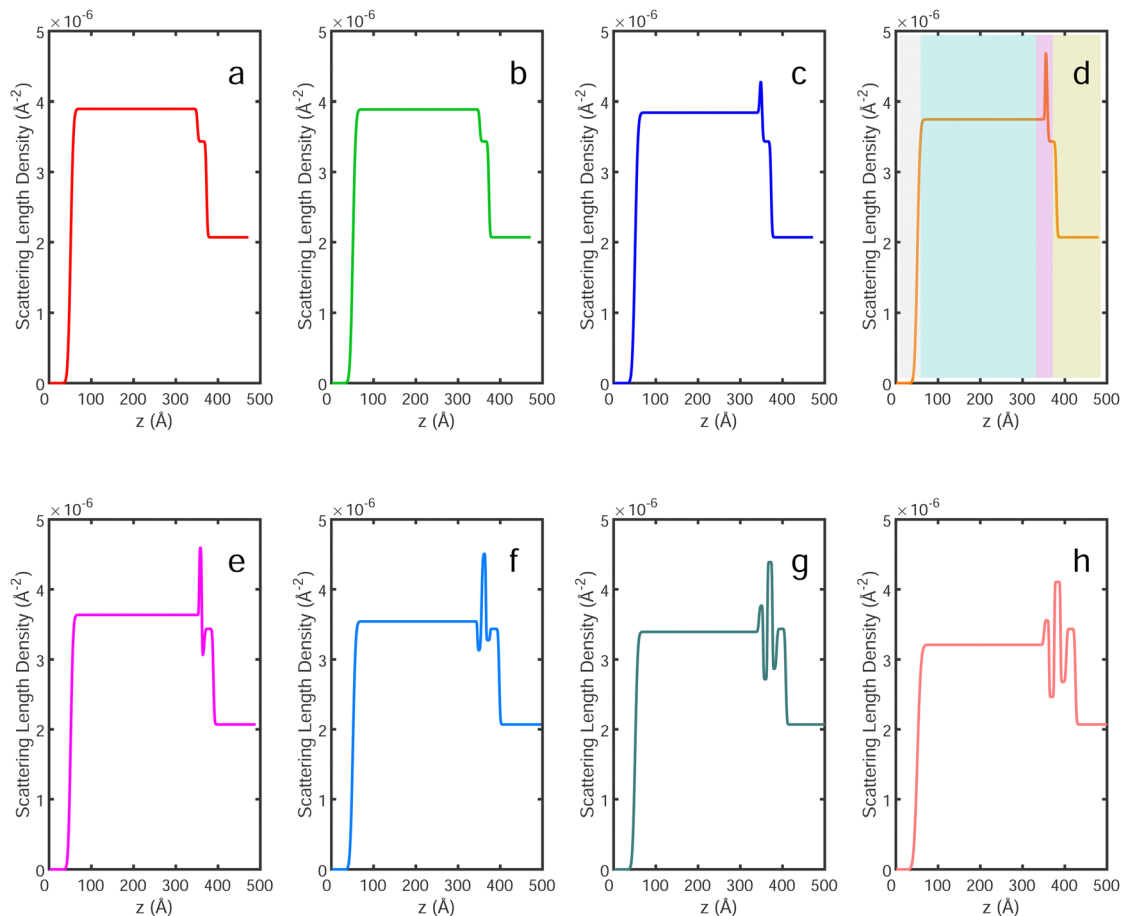 ×10⁻⁶ ×10⁻⁶ ×10⁻⁶ ×10⁻⁶
5 5 5 5
a b c d
4 4 4 4
3 3 3 3
2 2 2 2
1 1 1 1
0 0 0 0
Scattering Length Density (Å⁻²) Scattering Length Density (Å⁻²) Scattering Length Density (Å⁻²) Scattering Length Density (Å⁻²)
0 100 200 300 400 500 0 100 200 300 400 500 0 100 200 300 400 500 0 100 200 300 400 500
z (Å) z (Å) z (Å) z (Å)
×10⁻⁶ ×10⁻⁶ ×10⁻⁶ ×10⁻⁶
5 5 5 5
e f g h
4 4 4 4
3 3 3 3
2 2 2 2
1 1 1 1
0 0 0 0
Scattering Length Density (Å⁻²) Scattering Length Density (Å⁻²) Scattering Length Density (Å⁻²) Scattering Length Density (Å⁻²)
0 100 200 300 400 500 0 100 200 300 400 500 0 100 200 300 400 500 0 100 200 300 400 500
z (Å) z (Å) z (Å) z (Å)